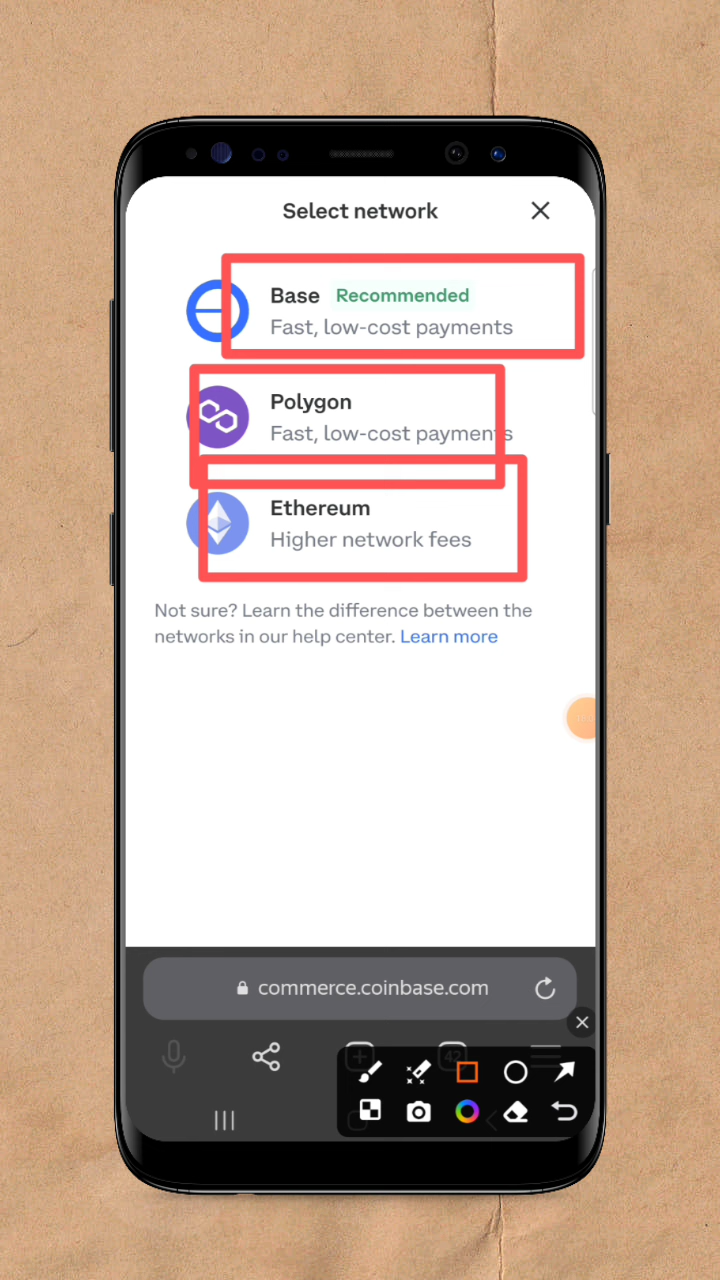 Select network
Base Recommended
Fast, low-cost payments
Polygon
Fast, low-cost payments
Ethereum
Higher network fees
Not sure? Learn the difference between the
networks in our help center. Learn more
commerce.coinbase.com
42